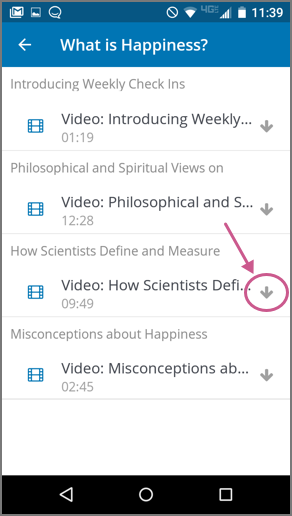 4G 11:39
What is Happiness?
Introducing Weekly Check Ins
Video: Introducing Weekly...
01:19
Philosophical and Spiritual Views on
Video: Philosophical and S...
12:28
How Scientists Define and Measure
Video: How Scientists Defi...
09:49
Misconceptions about Happiness
Video: Misconceptions ab...
02:45